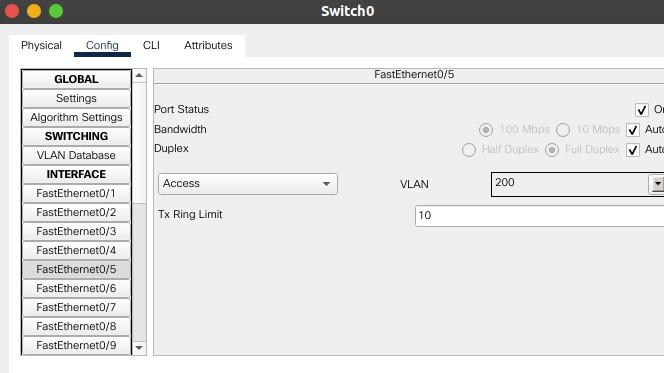 Switch0
Physical Config CLI Attributes
GLOBAL
Settings
Algorithm Settings
SWITCHING
VLAN Database
INTERFACE
FastEthernet0/1
FastEthernet0/2
FastEthernet0/3
FastEthernet0/4
FastEthernet0/5
FastEthernet0/6
FastEthernet0/7
FastEthernet0/8
FastEthernet0/9
FastEthernet0/5
Port Status
Bandwidth 100 Mbps 10 Mbps
Duplex Half Duplex Full Duplex
Access VLAN 200
Tx Ring Limit 10